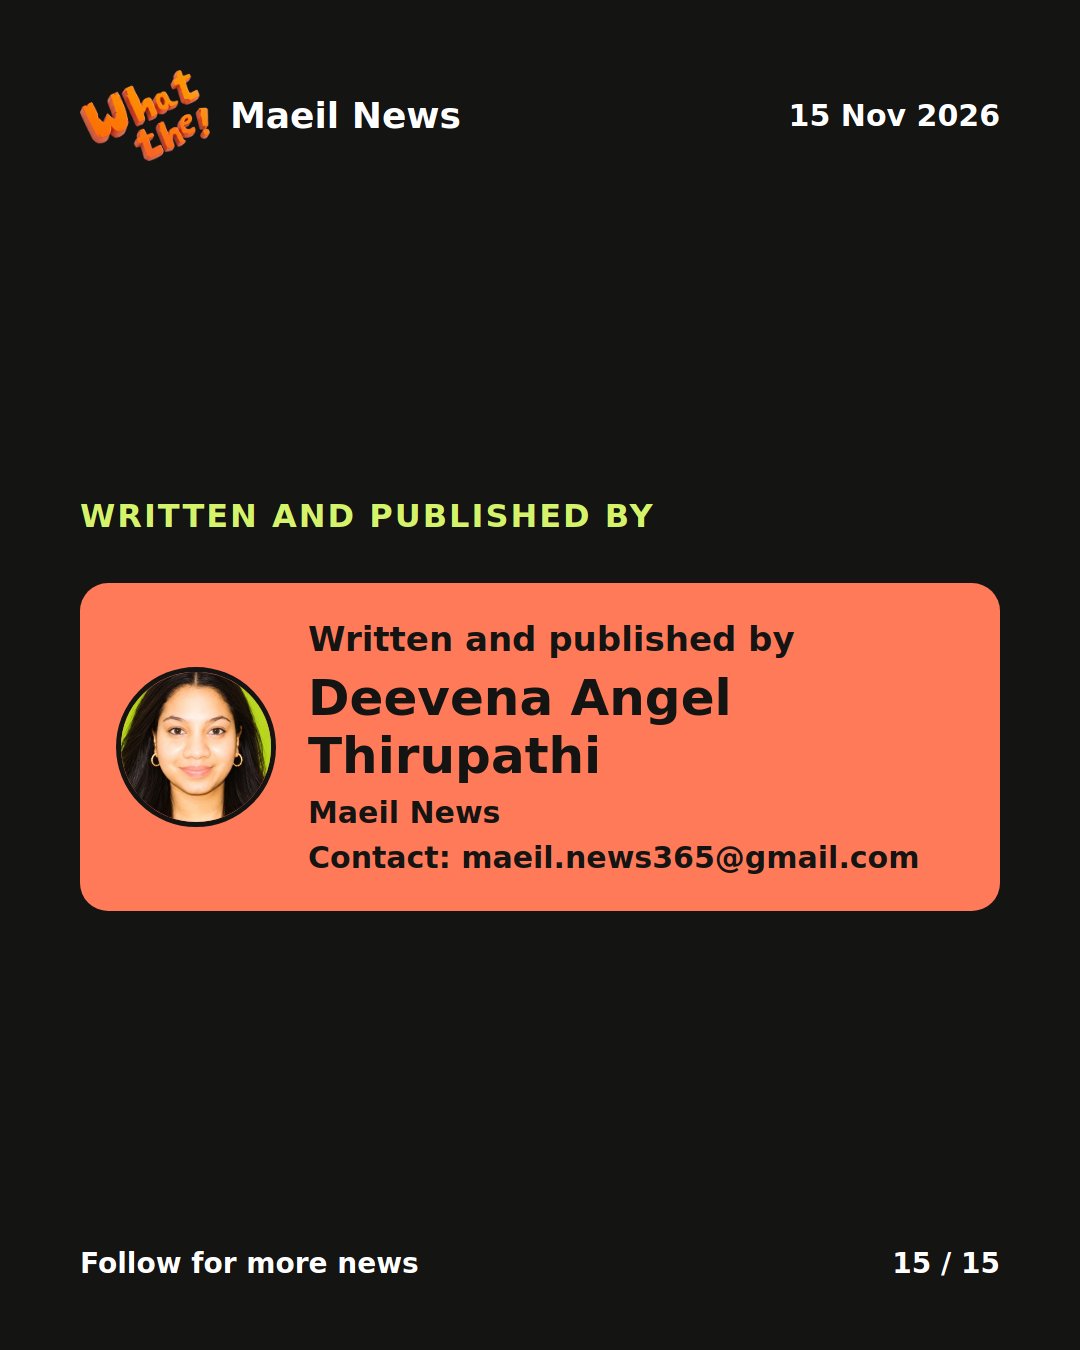 What
the!
Maeil News
15 Nov 2026
WRITTEN AND PUBLISHED BY
Written and published by
Deevena Angel
Thirupathi
Maeil News
Contact: maeil.news365@gmail.com
Follow for more news
15 / 15